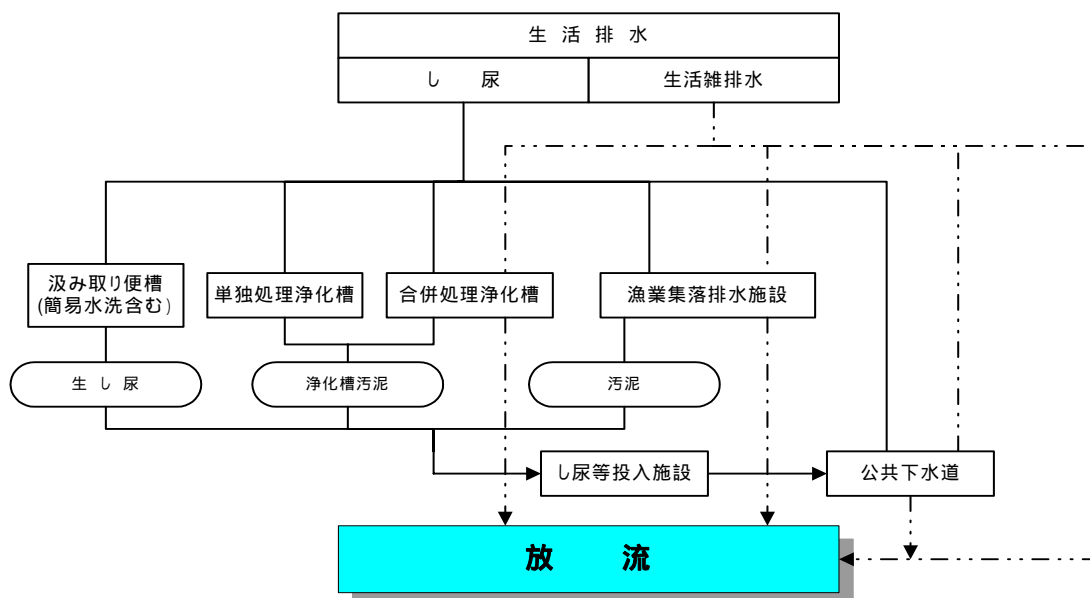 生 活 排 水
し 尿
生活雑排水
汲み取り便槽
(簡易水洗含む)
単独処理浄化槽
合併処理浄化槽
漁業集落排水施設
生 し 尿
浄化槽汚泥
汚泥
し尿等投入施設
公共下水道
放 流